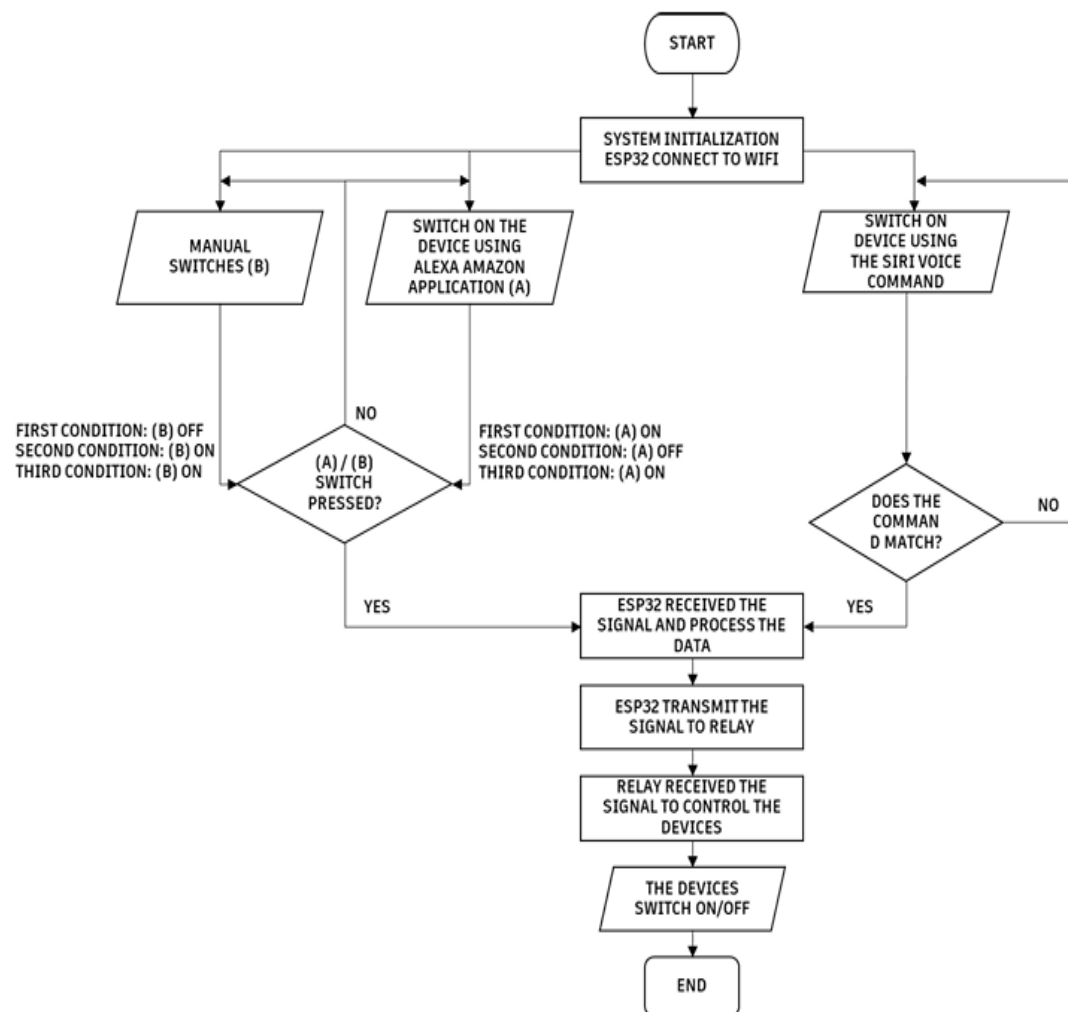 START
SYSTEM INITIALIZATION
ESP32 CONNECT TO WIFI
MANUAL
SWITCHES (B)
SWITCH ON THE
DEVICE USING
ALEXA AMAZON
APPLICATION (A)
SWITCH ON
DEVICE USING
THE SIRI VOICE
COMMAND
NO
FIRST CONDITION: (B) OFF
SECOND CONDITION: (B) ON
THIRD CONDITION: (B) ON
(A) / (B)
SWITCH
PRESSED?
FIRST CONDITION: (A) ON
SECOND CONDITION: (A) OFF
THIRD CONDITION: (A) ON
DOES THE
COMMAN
D MATCH?
NO
YES
ESP32 RECEIVED THE
SIGNAL AND PROCESS THE
DATA
YES
ESP32 TRANSMIT THE
SIGNAL TO RELAY
RELAY RECEIVED THE
SIGNAL TO CONTROL THE
DEVICES
THE DEVICES
SWITCH ON/OFF
END